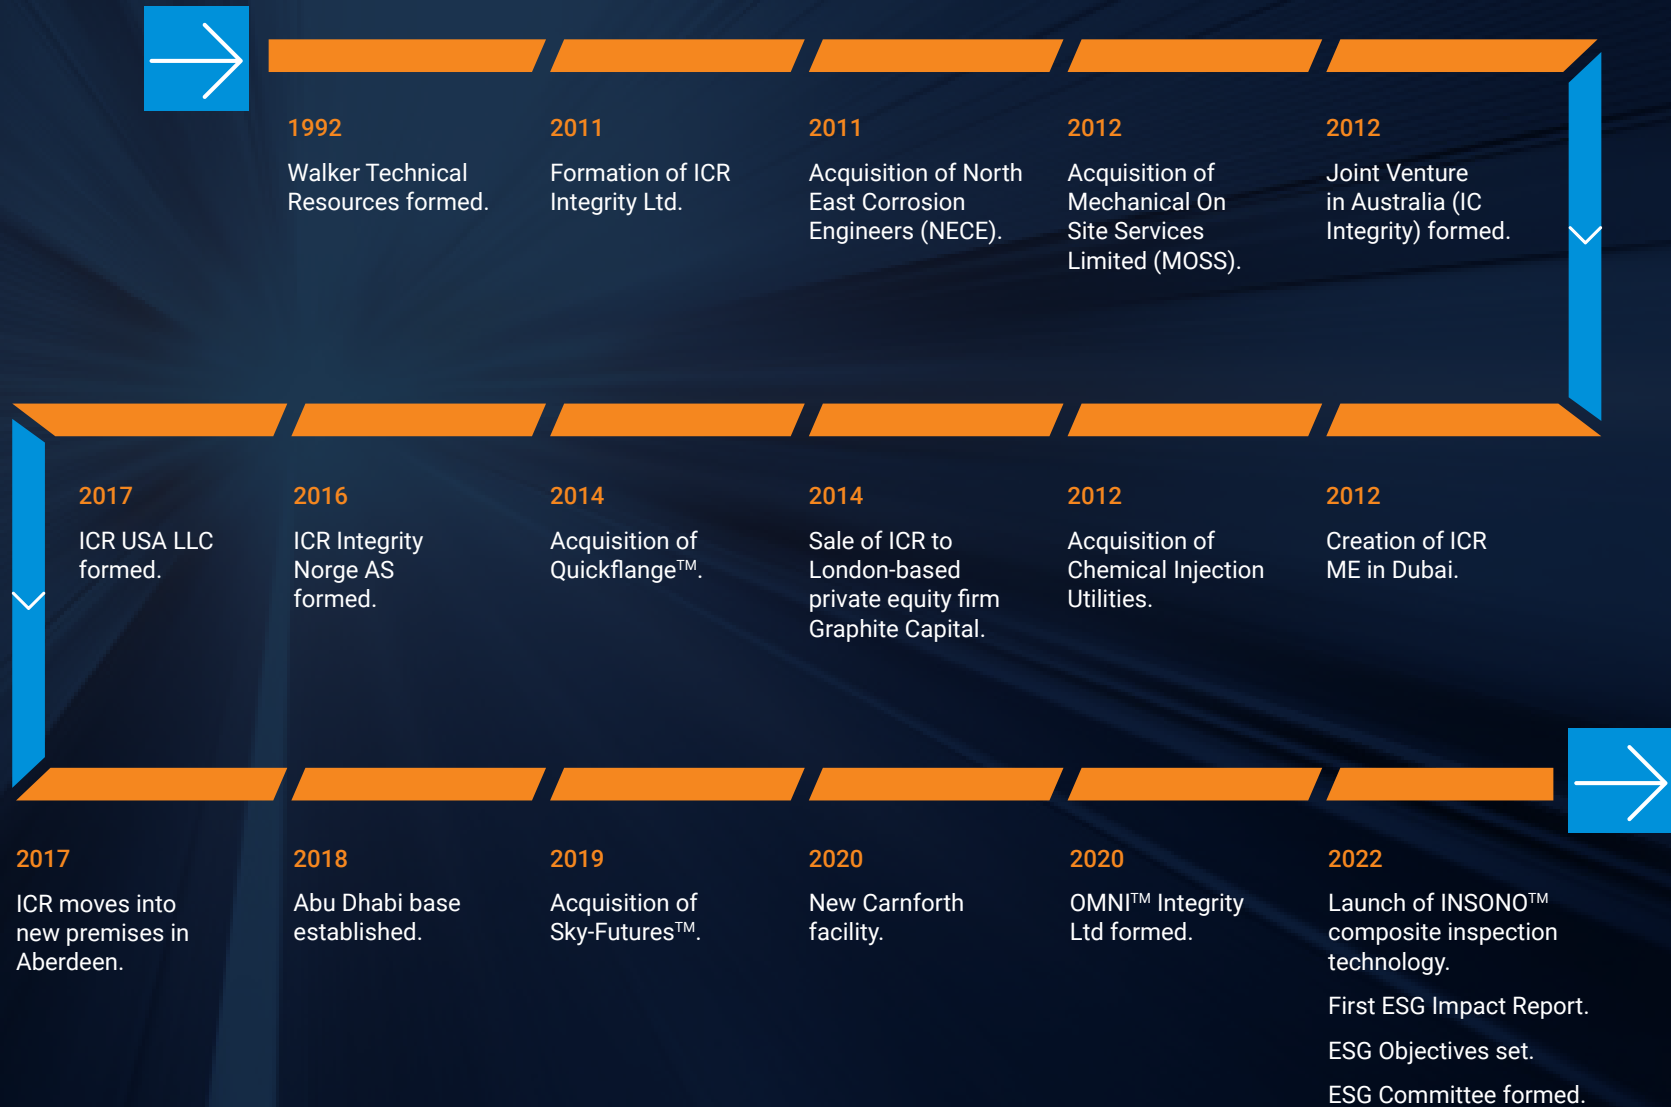 1992
Walker Technical
Resources formed.
2011
Formation of ICR
Integrity Ltd.
2011
Acquisition of North
East Corrosion
Engineers (NECE).
2012
Acquisition of
Mechanical On
Site Services
Limited (MOSS).
2012
Joint Venture
in Australia (IC
Integrity) formed.
2012
Creation of ICR
ME in Dubai.
2012
Acquisition of
Chemical Injection
Utilities.
2014
Sale of ICR to
London-based
private equity firm
Graphite Capital.
2014
Acquisition of
Quickflange™.
2016
ICR Integrity
Norge AS
formed.
2017
ICR USA LLC
formed.
2017
ICR moves into
new premises in
Aberdeen.
2018
Abu Dhabi base
established.
2019
Acquisition of
Sky-Futures™.
2020
New Carnforth
facility.
2020
OMNI™ Integrity
Ltd formed.
2022
Launch of INSONO™
composite inspection
technology.
First ESG Impact Report.
ESG Objectives set.
ESG Committee formed.